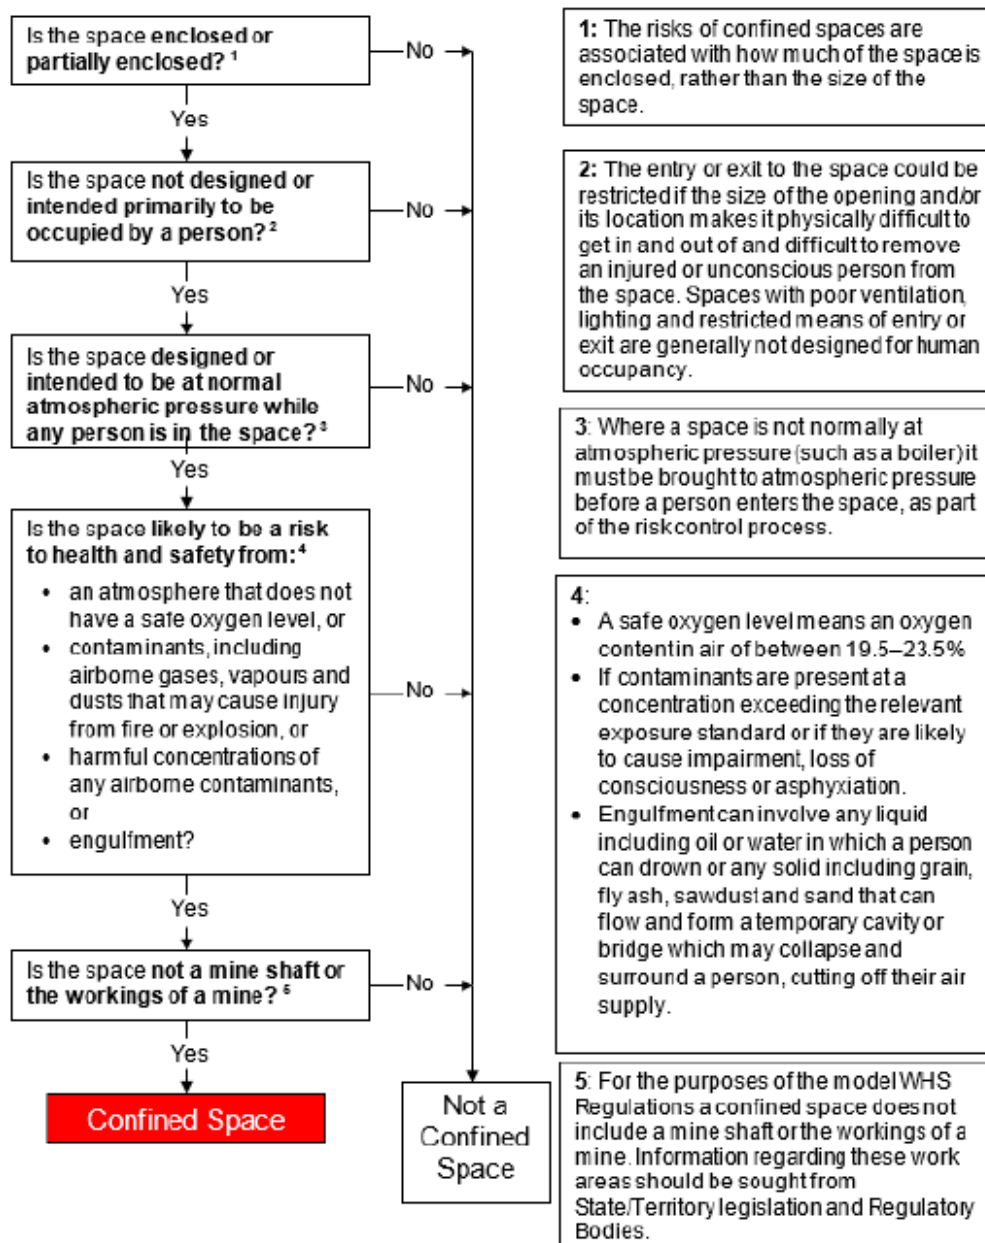 Is the space enclosed or
partially enclosed? 1
No
Yes
Is the space not designed or
intended primarily to be
occupied by a person? 2
No
Yes
Is the space designed or
intended to be at normal
atmospheric pressure while
any person is in the space? 3
No
Yes
Is the space likely to be a risk
to health and safety from: 4
• an atmosphere that does not
have a safe oxygen level, or
• contaminants, including
airborne gases, vapours and
dusts that may cause injury
from fire or explosion, or
• harmful concentrations of
any airborne contaminants,
or
• engulfment?
No
Yes
Is the space not a mine shaft or
the workings of a mine? 5
No
Yes
Confined Space
Not a
Confined
Space
1: The risks of confined spaces are
associated with how much of the space is
enclosed, rather than the size of the
space.
2: The entry or exit to the space could be
restricted if the size of the opening and/or
its location makes it physically difficult to
get in and out of and difficult to remove
an injured or unconscious person from
the space. Spaces with poor ventilation,
lighting and restricted means of entry or
exit are generally not designed for human
occupancy.
3: Where a space is not normally at
atmospheric pressure (such as a boiler) it
must be brought to atmospheric pressure
before a person enters the space, as part
of the risk control process.
4:
• A safe oxygen level means an oxygen
content in air of between 19.5–23.5%
• If contaminants are present at a
concentration exceeding the relevant
exposure standard or if they are likely
to cause impairment, loss of
consciousness or asphyxiation.
• Engulfment can involve any liquid
including oil or water in which a person
can drown or any solid including grain,
fly ash, sawdust and sand that can
flow and form a temporary cavity or
bridge which may collapse and
surround a person, cutting off their air
supply.
5: For the purposes of the model WHS
Regulations a confined space does not
include a mine shaft or the workings of a
mine. Information regarding these work
areas should be sought from
State/Territory legislation and Regulatory
Bodies.